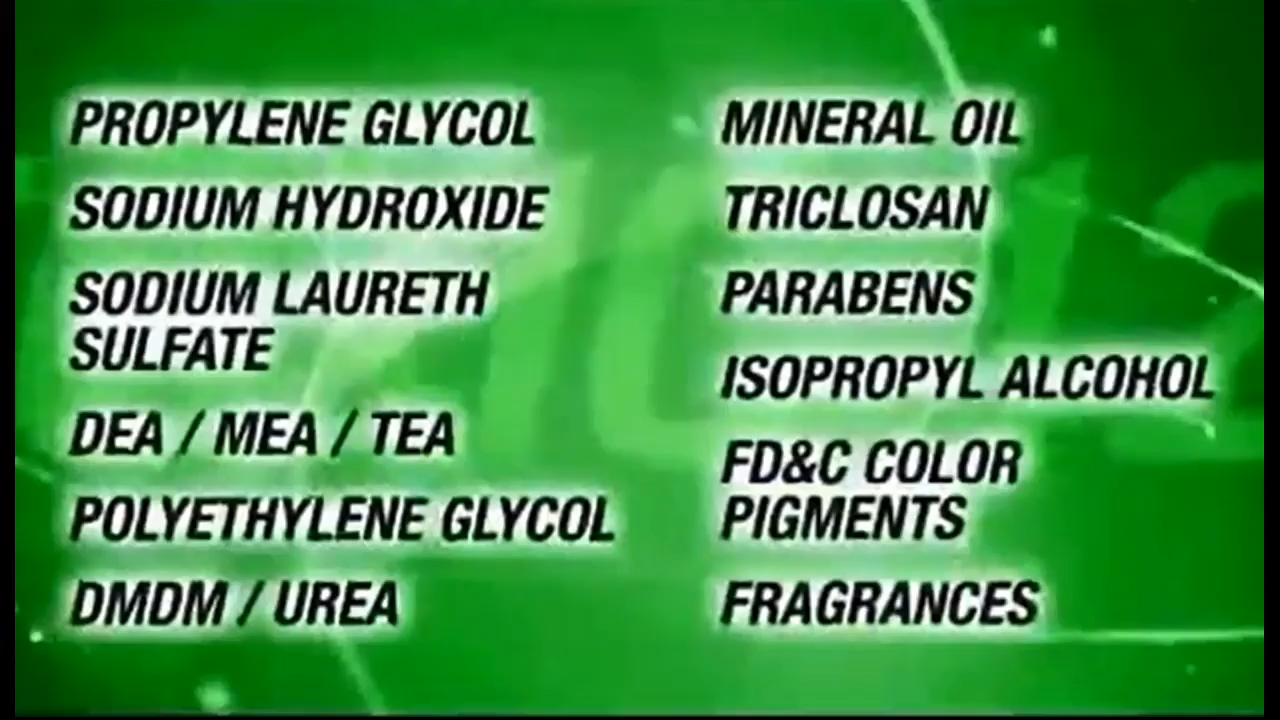 PROPYLENE GLYCOL
SODIUM HYDROXIDE
SODIUM LAURETH
SULFATE
DEA / MEA / TEA
POLYETHYLENE GLYCOL
DMDM / UREA
MINERAL OIL
TRICLOSAN
PARABENS
ISOPROPYL ALCOHOL
FD&C COLOR
PIGMENTS
FRAGRANCES